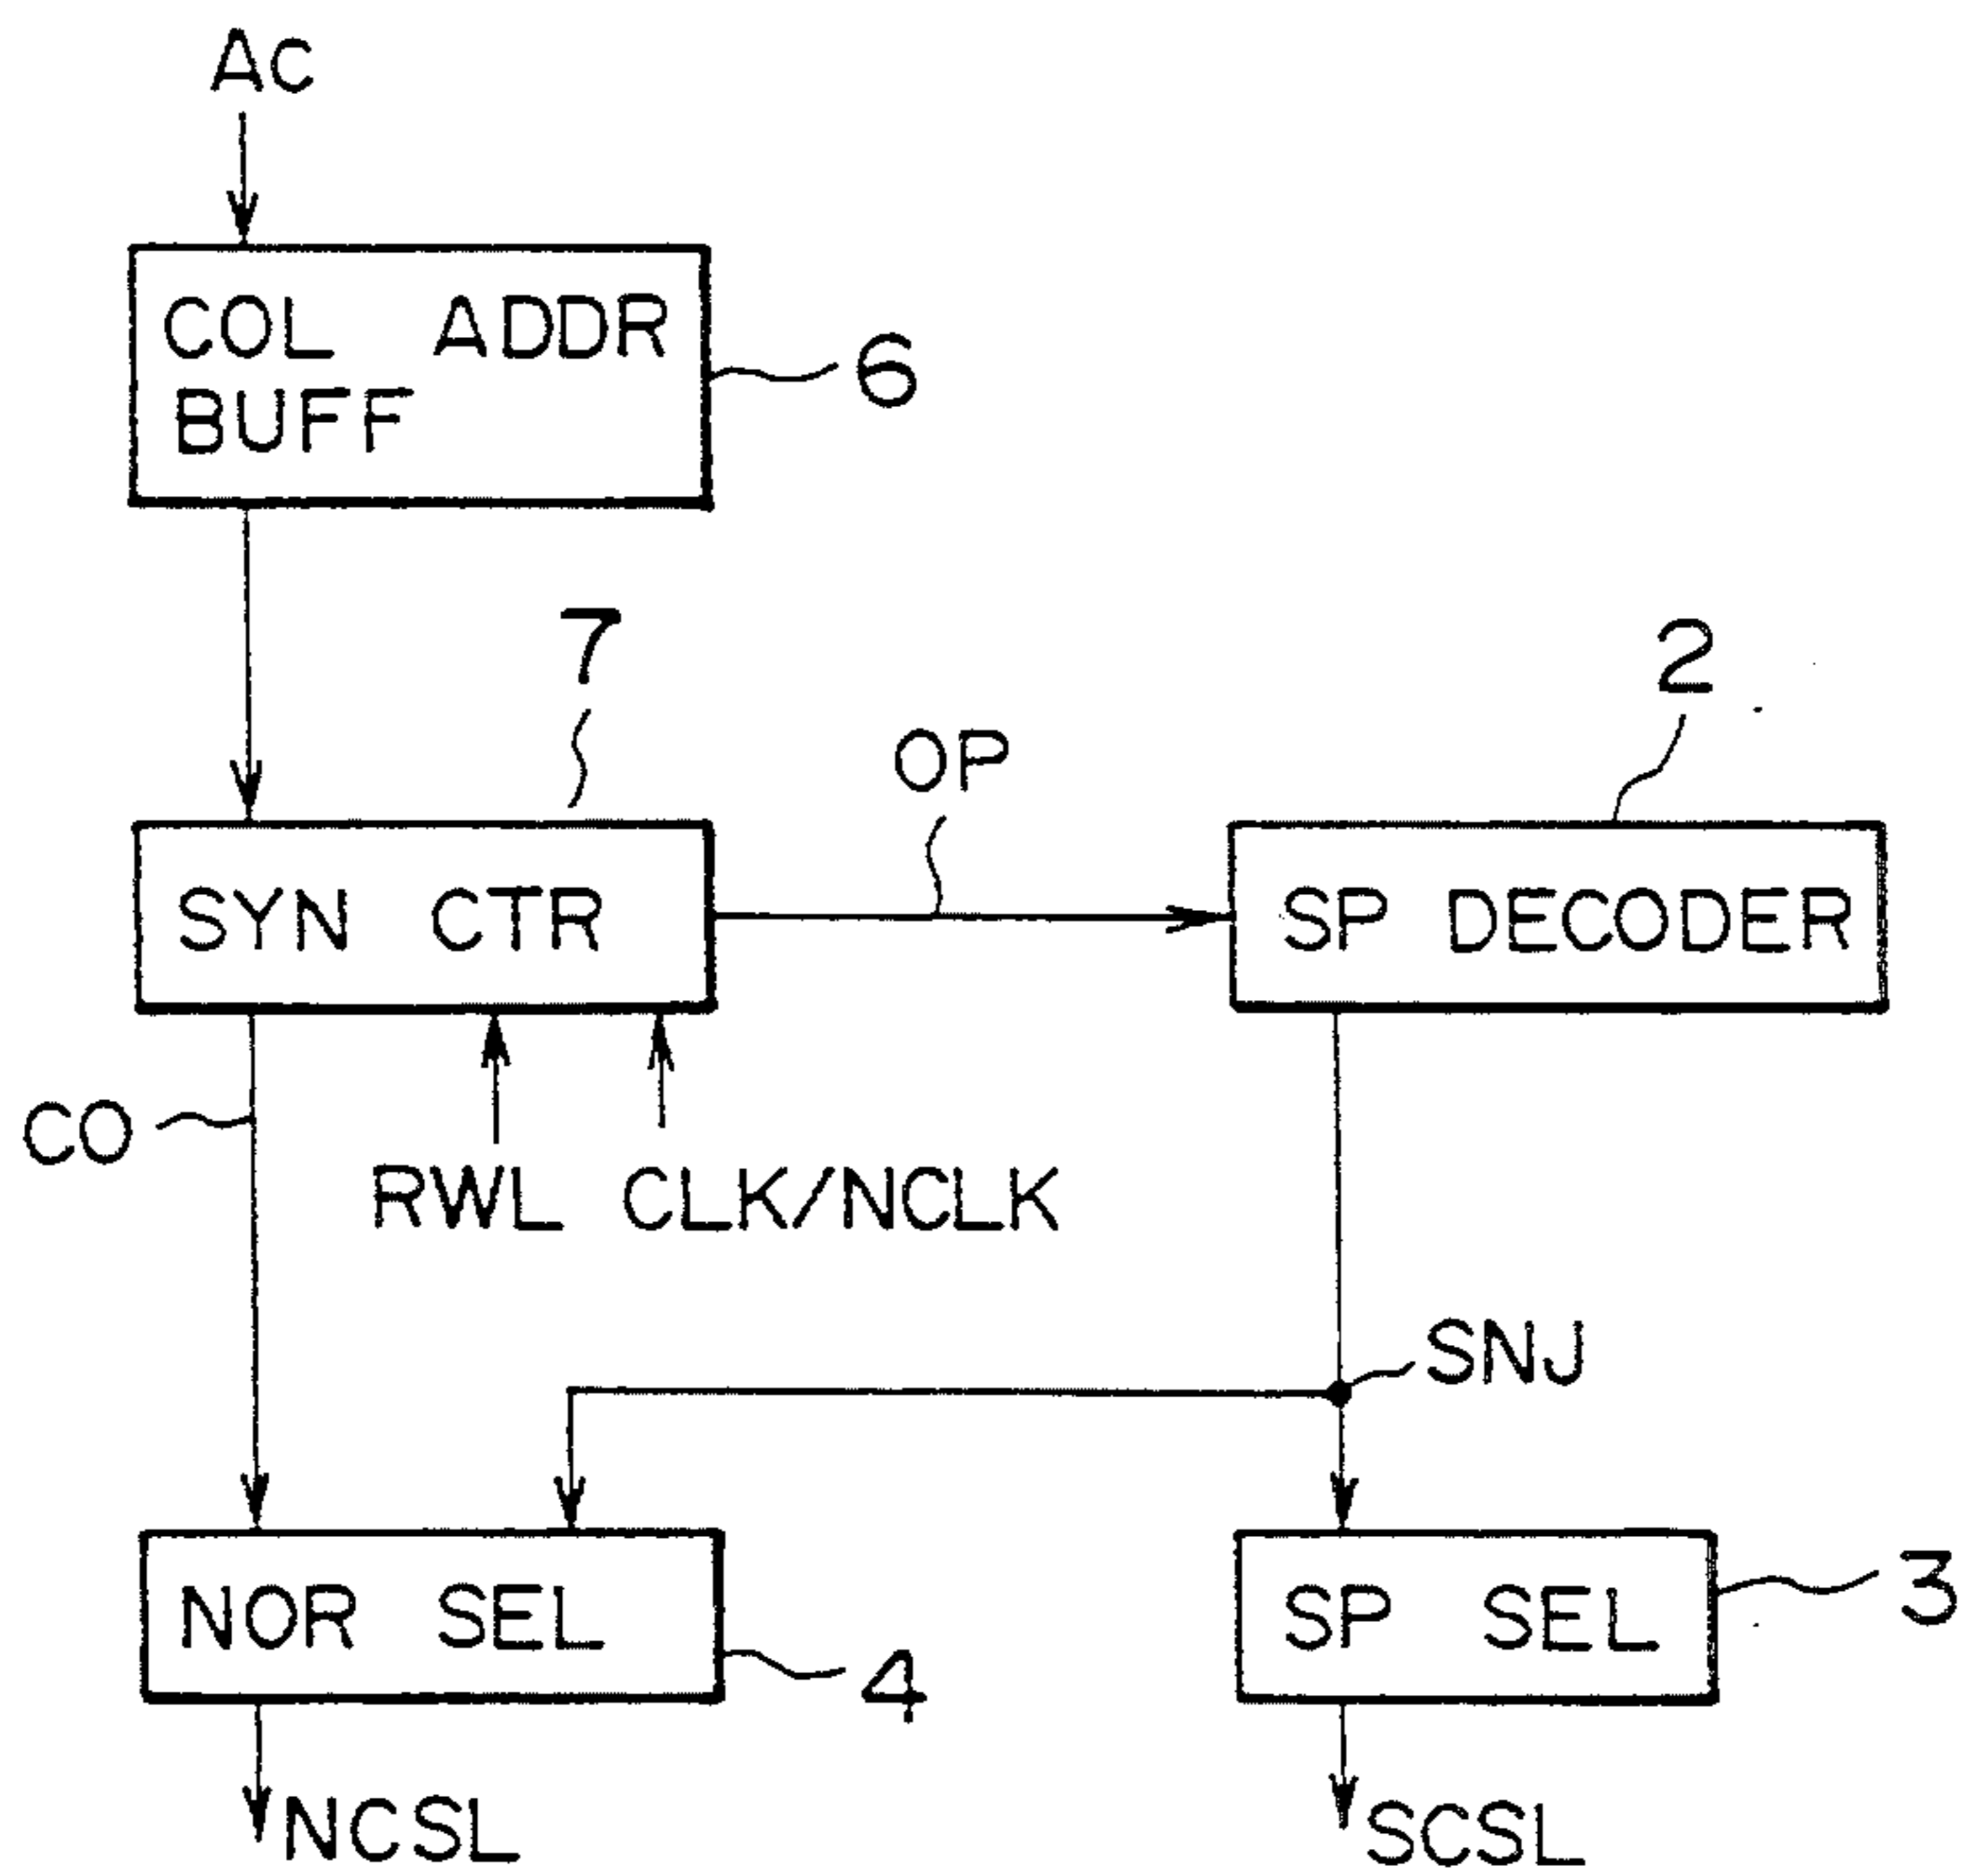 AC
COL ADDR
BUFF
6
7
2
OP
SYN CTR
SP DECODER
CO
RWL
CLK/NCLK
SNJ
NOR SEL
4
SP SEL
3
NCSL
SCSL